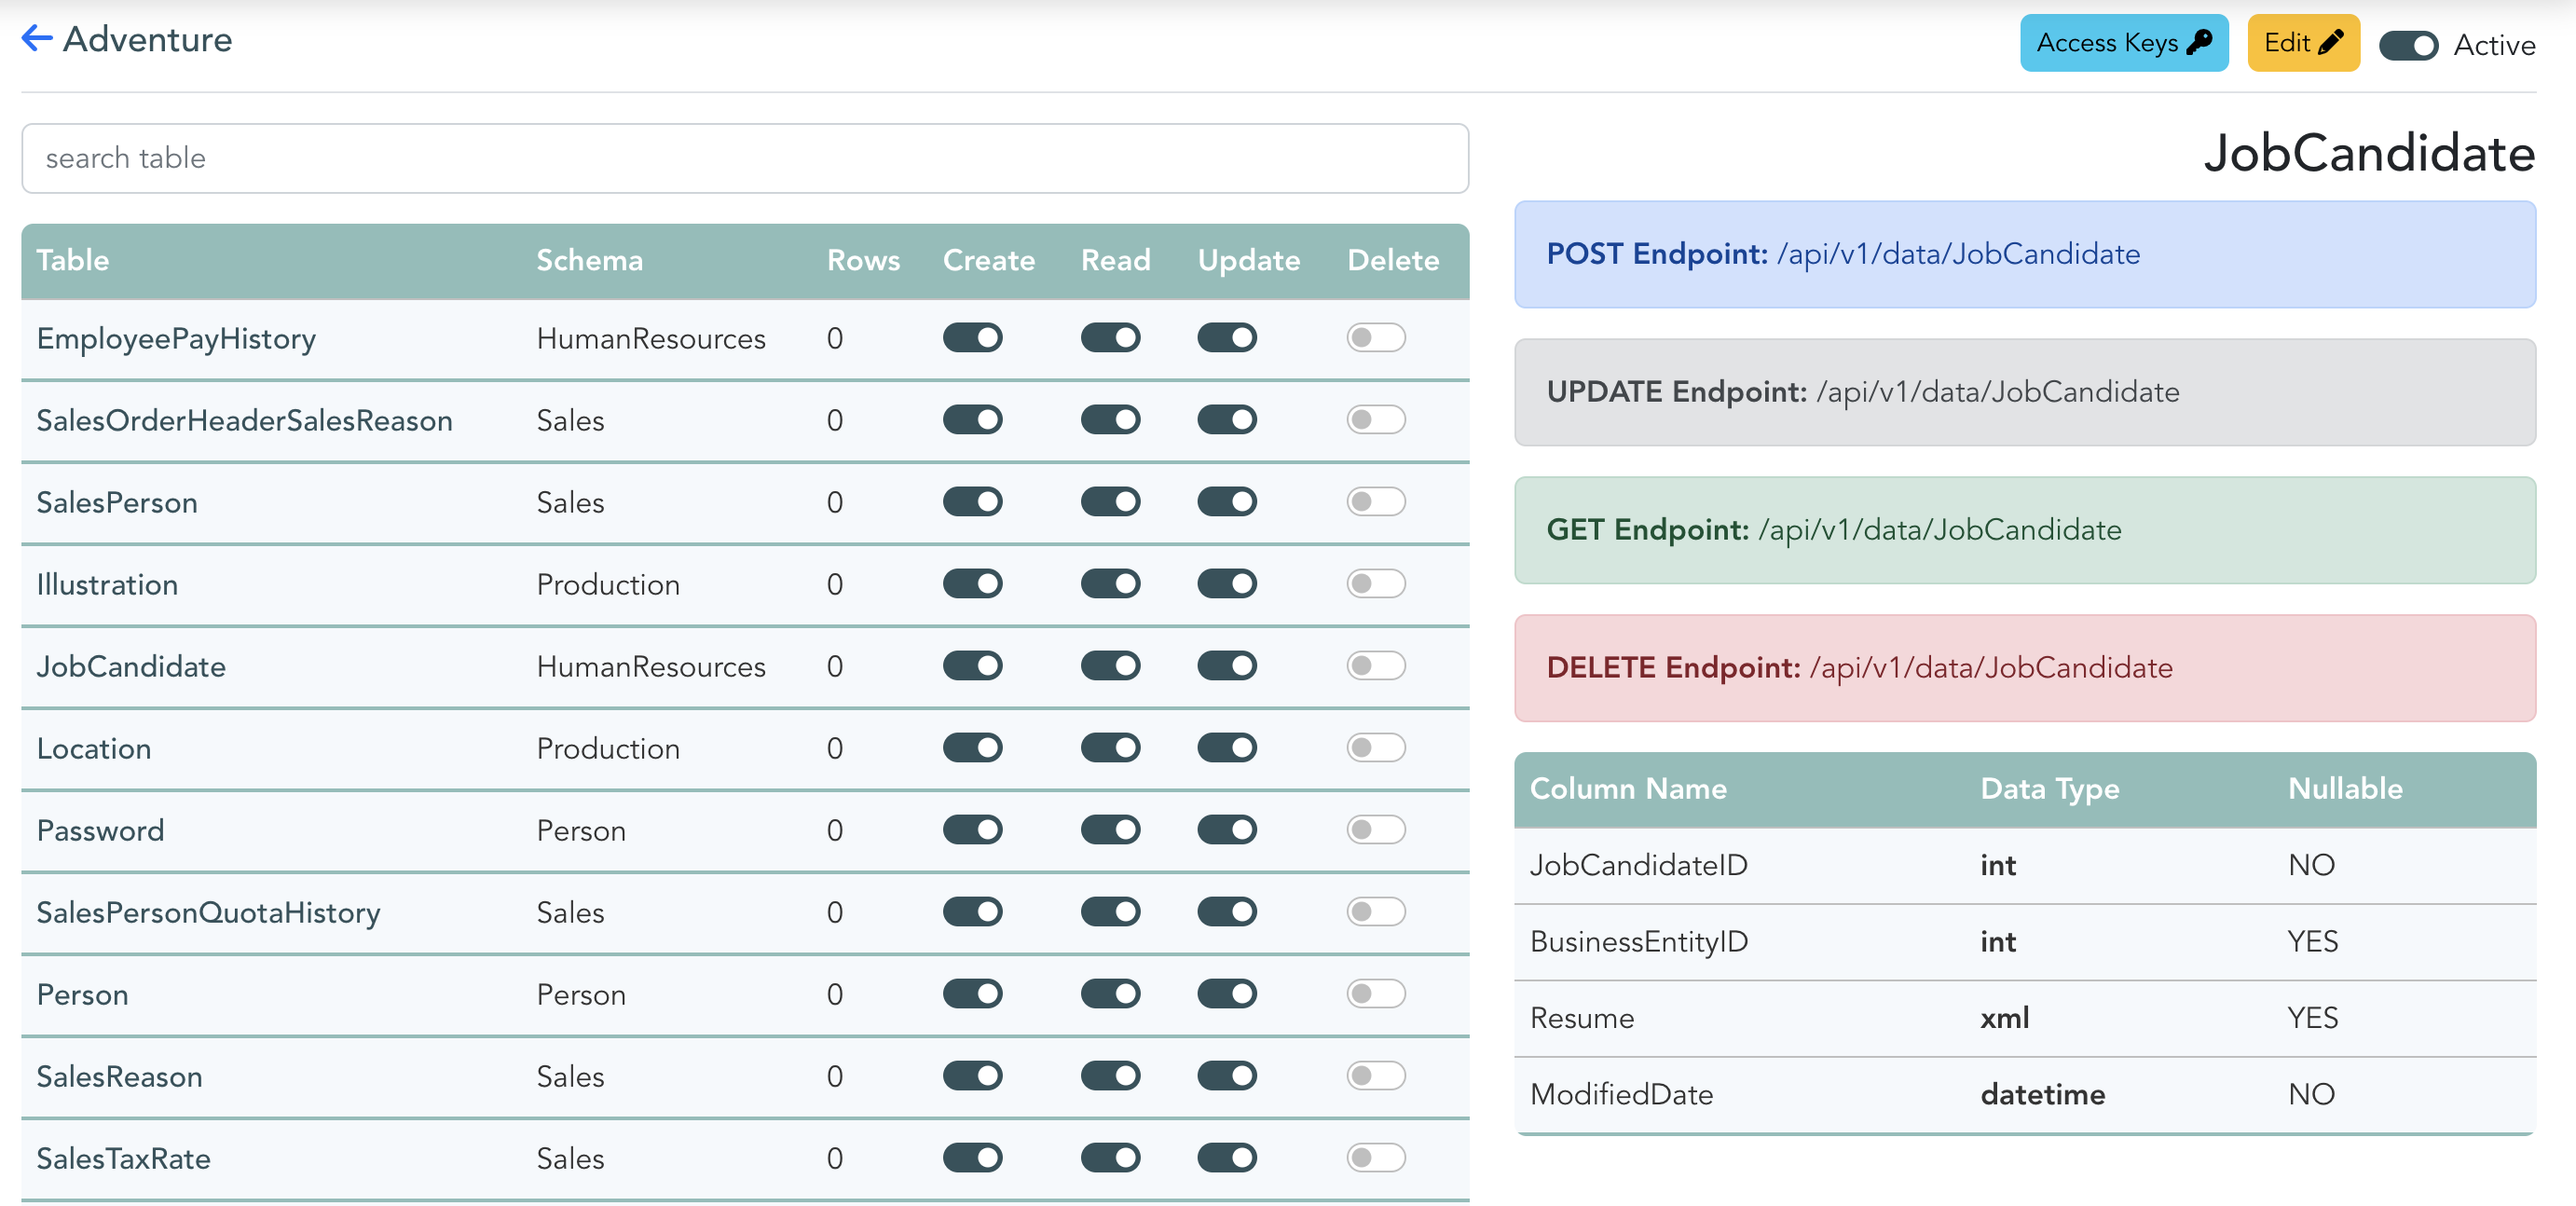 Adventure
Access Keys
Edit
Active
search table
Table Schema Rows Create Read Update Delete
EmployeePayHistory HumanResources 0
SalesOrderHeaderSalesReason Sales 0
SalesPerson Sales 0
Illustration Production 0
JobCandidate HumanResources 0
Location Production 0
Password Person 0
SalesPersonQuotaHistory Sales 0
Person Person 0
SalesReason Sales 0
SalesTaxRate Sales 0
JobCandidate
POST Endpoint: /api/v1/data/JobCandidate
UPDATE Endpoint: /api/v1/data/JobCandidate
GET Endpoint: /api/v1/data/JobCandidate
DELETE Endpoint: /api/v1/data/JobCandidate
Column Name Data Type Nullable
JobCandidateID int NO
BusinessEntityID int YES
Resume xml YES
ModifiedDate datetime NO